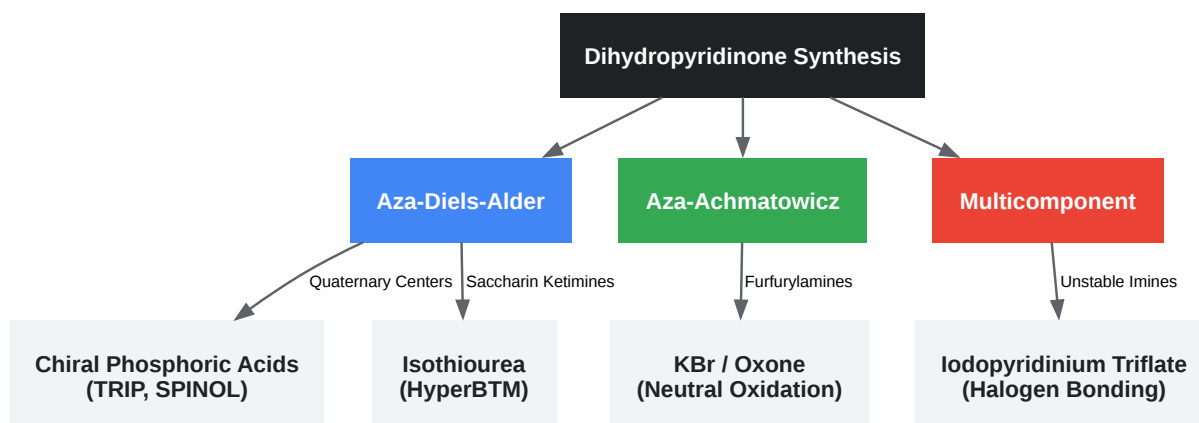 Dihydropyridinone Synthesis
Aza-Diels-Alder
Aza-Achmatowicz
Multicomponent
Quaternary Centers
Saccharin Ketimines
Furfurylamines
Unstable Imines
Chiral Phosphoric Acids
(TRIP, SPINOL)
Isothiourea
(HyperBTM)
KBr / Oxone
(Neutral Oxidation)
Iodopyridinium Triflate
(Halogen Bonding)